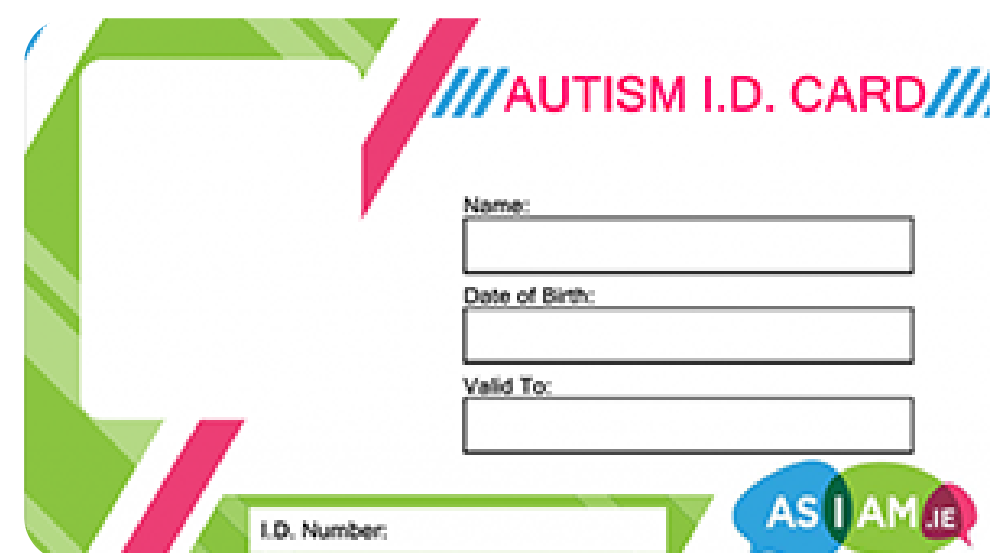 ///AUTISM I.D. CARD///
Name:
Date of Birth:
Valid To:
I.D. Number:
AS I AM.IE